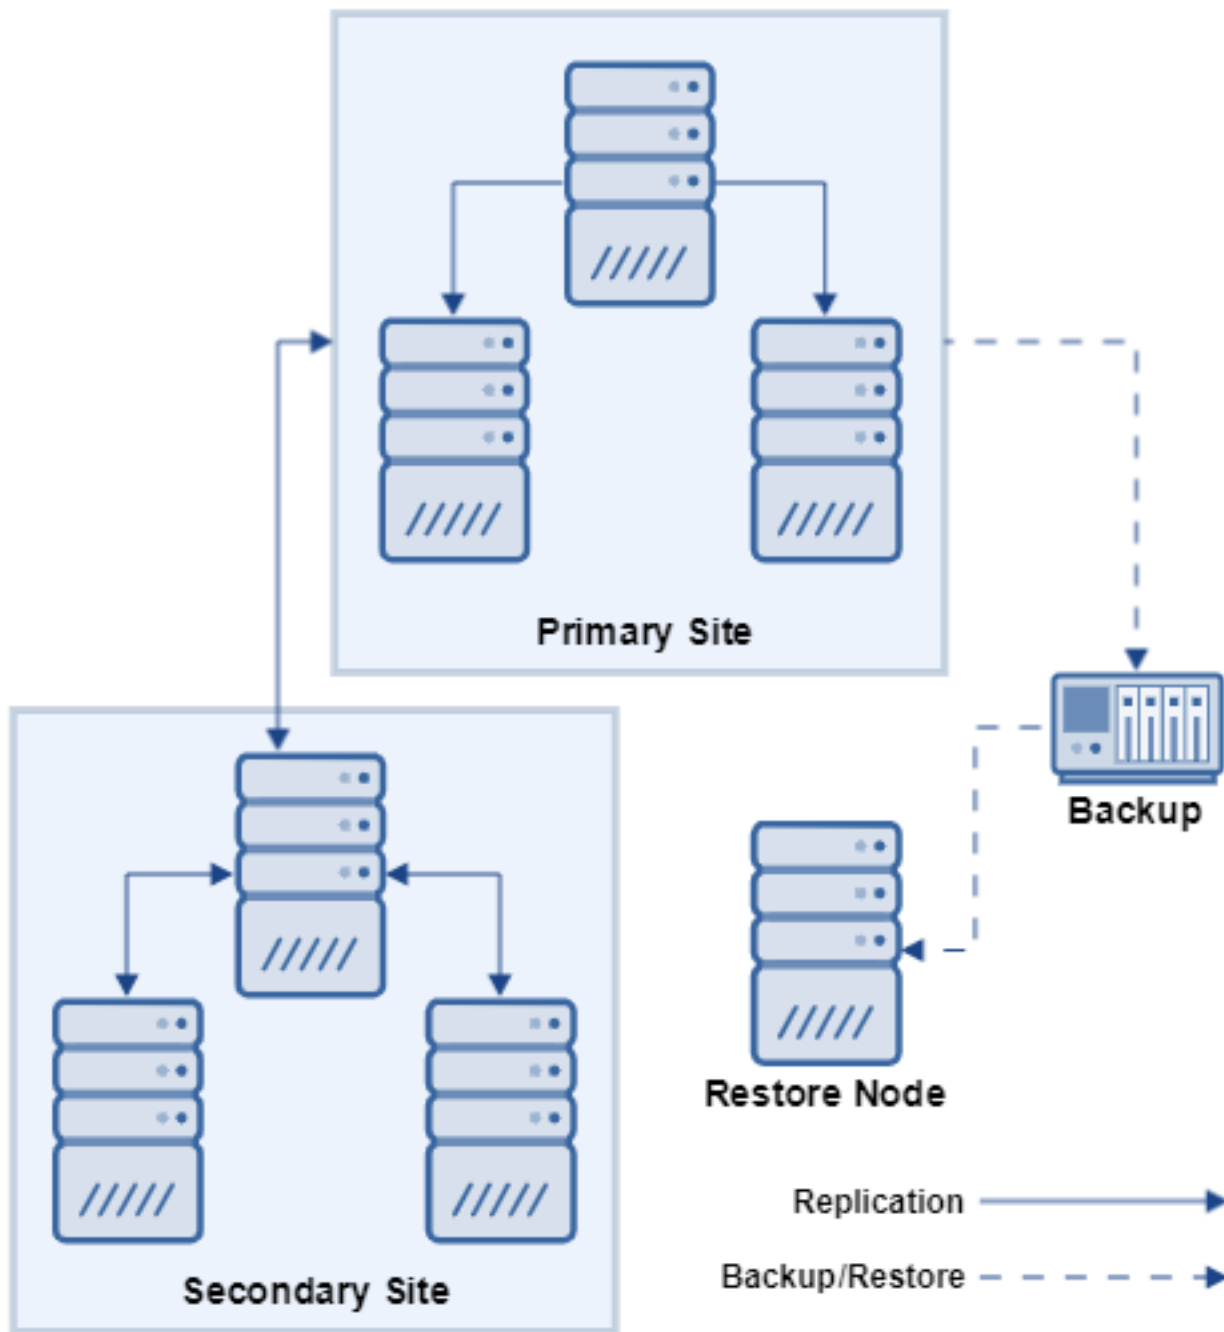 Primary Site
Backup
Restore Node
Replication
Backup/Restore
Secondary Site